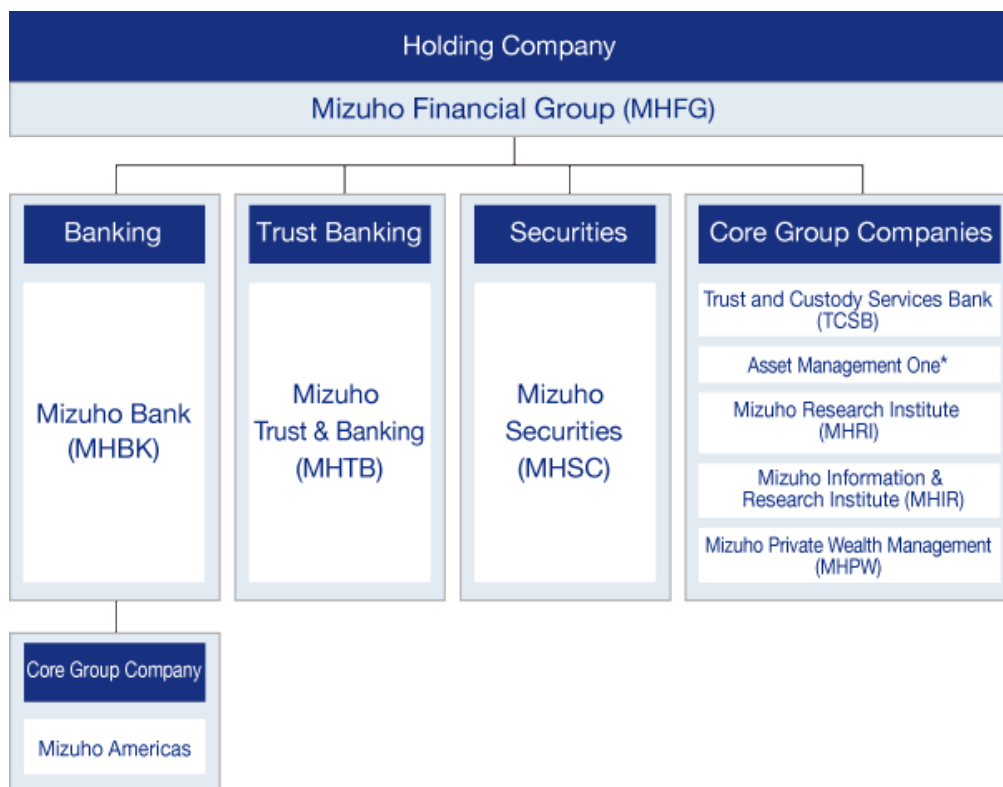 Holding Company
Mizuho Financial Group (MHFG)
Banking
Mizuho Bank
(MHBK)
Trust Banking
Mizuho
Trust & Banking
(MHTB)
Securities
Mizuho
Securities
(MHSC)
Core Group Companies
Trust and Custody Services Bank
(TCSB)
Asset Management One*
Mizuho Research Institute
(MHRI)
Mizuho Information &
Research Institute (MHIR)
Mizuho Private Wealth Management
(MHPW)
Core Group Company
Mizuho Americas